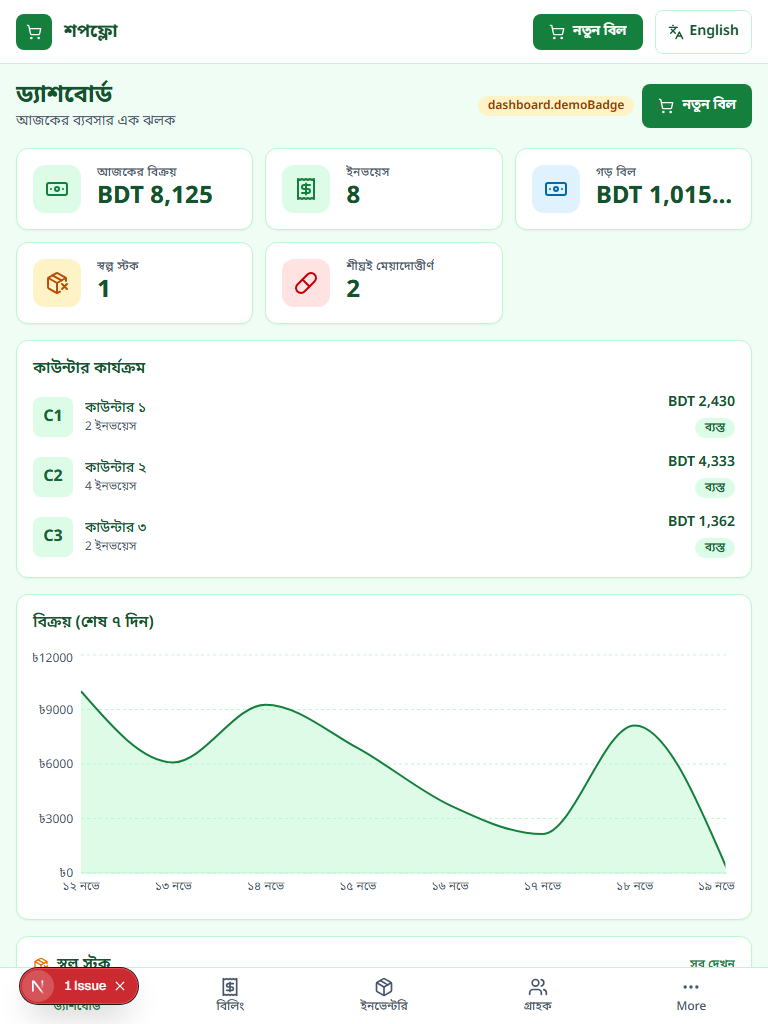 শপফ্লো
নতুন বিল
English
ড্যাশবোর্ড
আজকের ব্যবসার এক ঝলক
dashboard.demoBadge
নতুন বিল
আজকের বিক্রয়
BDT 8,125
ইনভয়েস
8
গড় বিল
BDT 1,015...
স্বল্প স্টক
1
শীঘ্রই মেয়াদোত্তীর্ণ
2
কাউন্টার কার্যক্রম
C1
কাউন্টার ১
2 ইনভয়েস
BDT 2,430
ব্যস্ত
C2
কাউন্টার ২
4 ইনভয়েস
BDT 4,333
ব্যস্ত
C3
কাউন্টার ৩
2 ইনভয়েস
BDT 1,362
ব্যস্ত
বিক্রয় (শেষ ৭ দিন)
৳12000
৳9000
৳6000
৳3000
৳0
১২ নভে ১৩ নভে ১৪ নভে ১৫ নভে ১৬ নভে ১৭ নভে ১৮ নভে ১৯ নভে
স্বল্প স্টক
সব দেখুন
N 1 Issue
ড্যাশবোর্ড
বিলিং
ইনভেন্টরি
গ্রাহক
More